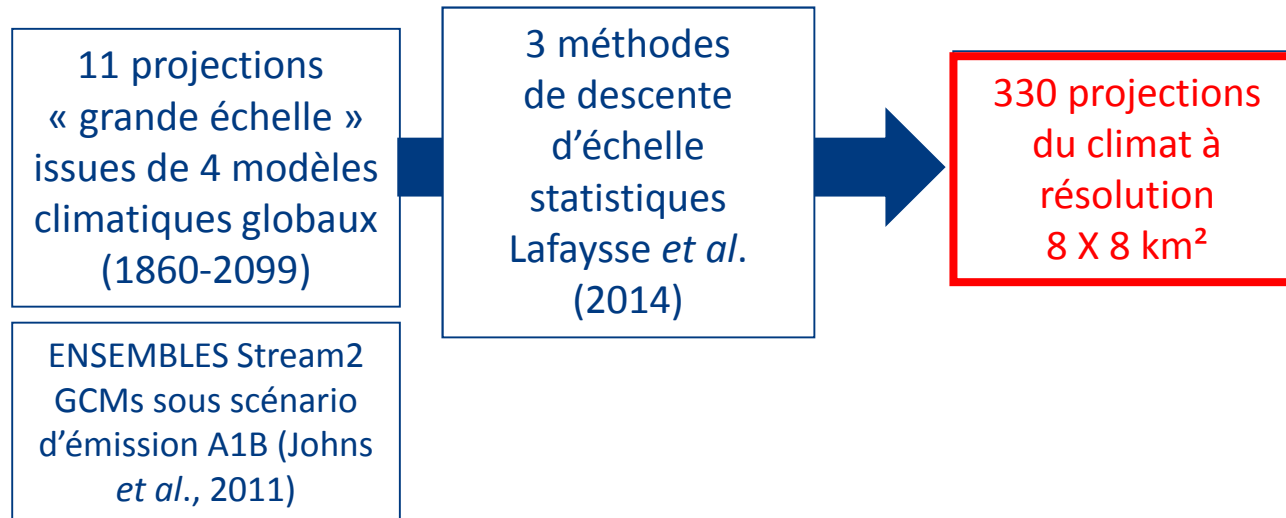 11 projections
« grande échelle »
issues de 4 modèles
climatiques globaux
(1860-2099)
ENSEMBLES Stream2
GCMs sous scénario
d'émission A1B (Johns
et al., 2011)
3 méthodes
de descente
d'échelle
statistiques
Lafaysse et al.
(2014)
330 projections
du climat à
résolution
8 X 8 km²